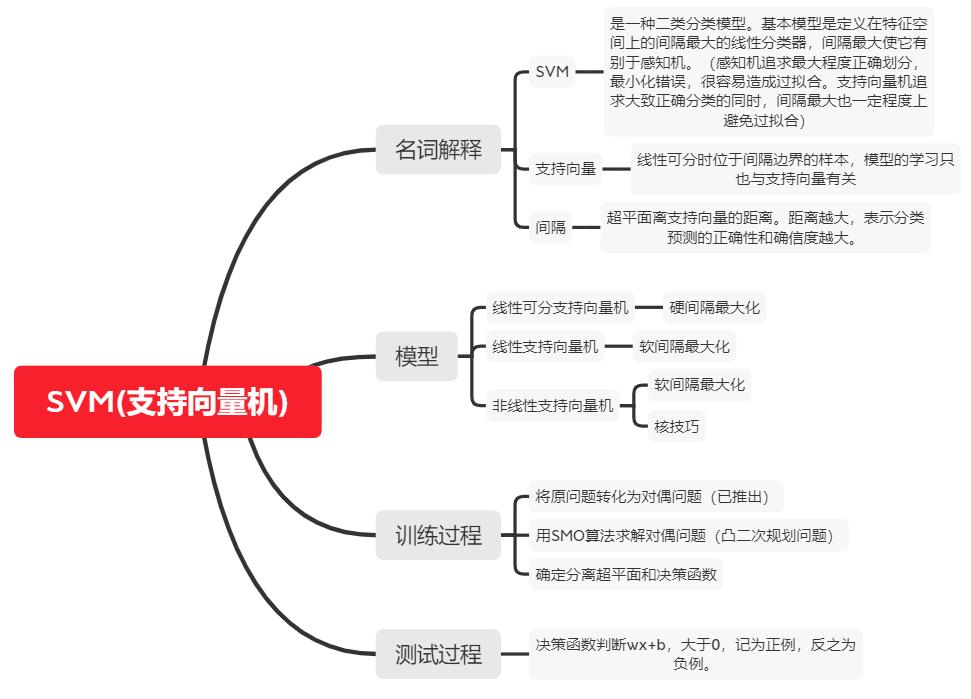 SVM(支持向量机)
名词解释
SVM
是一种二类分类模型。基本模型是定义在特征空
间上的间隔最大的线性分类器，间隔最大使它有
别于感知机。（感知机追求最大程度正确划分，
最小化错误，很容易造成过拟合。支持向量机追
求大致正确分类的同时，间隔最大也一定程度上
避免过拟合）
支持向量
线性可分时位于间隔边界的样本，模型的学习只
也与支持向量有关
间隔
超平面离支持向量的距离。距离越大，表示分类
预测的正确性和确信度越大。
模型
线性可分支持向量机
硬间隔最大化
线性支持向量机
软间隔最大化
非线性支持向量机
软间隔最大化
核技巧
训练过程
将原问题转化为对偶问题（已推出）
用SMO算法求解对偶问题（凸二次规划问题）
确定分离超平面和决策函数
测试过程
决策函数判断wx+b，大于0，记为正例，反之为
负例。